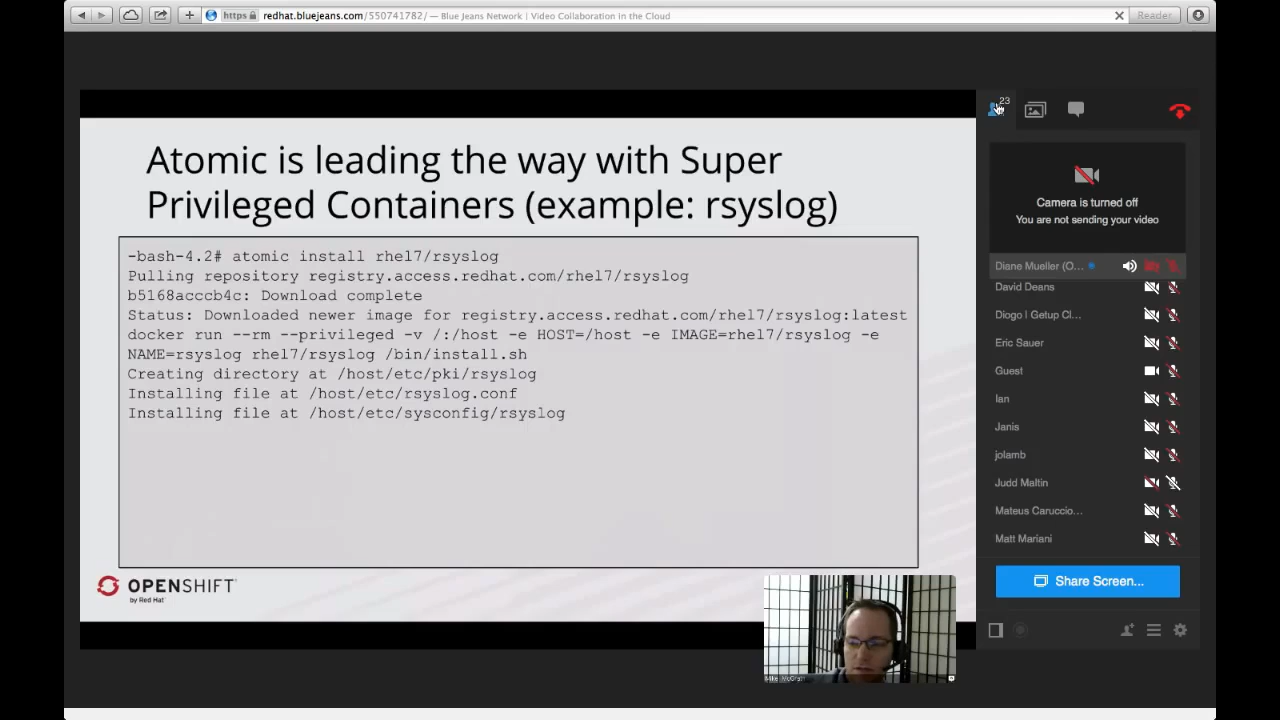 https redhat.bluejeans.com/550741782/ — Blue Jeans Network | Video Collaboration in the Cloud
Reader
23
Atomic is leading the way with Super
Privileged Containers (example: rsyslog)
-bash-4.2# atomic install rhel7/rsyslog
Pulling repository registry.access.redhat.com/rhel7/rsyslog
b5168acccb4c: Download complete
Status: Downloaded newer image for registry.access.redhat.com/rhel7/rsyslog:latest
docker run --rm --privileged -v /:/host -e HOST=/host -e IMAGE=rhel7/rsyslog -e
NAME=rsyslog rhel7/rsyslog /bin/install.sh
Creating directory at /host/etc/pki/rsyslog
Installing file at /host/etc/rsyslog.conf
Installing file at /host/etc/sysconfig/rsyslog
OPENSHIFT
by Red Hat
Mike McGrath
Camera is turned off
You are not sending your video
Diane Mueller (O...
David Deans
Diogo | Getup Cl...
Eric Sauer
Guest
Ian
Janis
jolamb
Judd Maltin
Mateus Caruccio...
Matt Mariani
Share Screen...